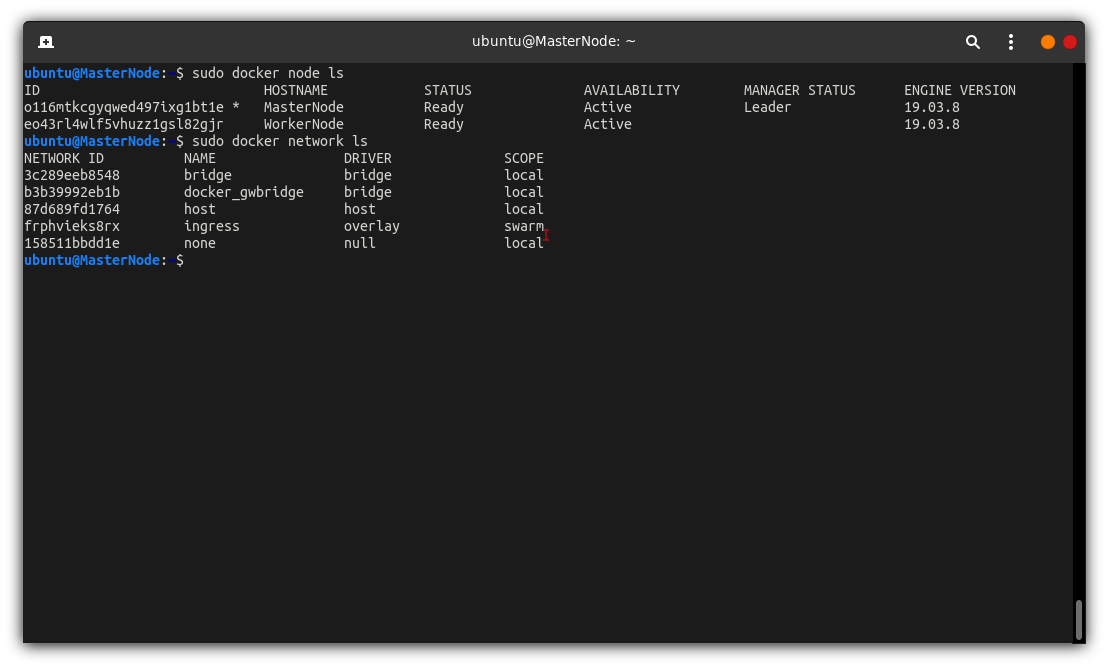 ubuntu@MasterNode: ~
ubuntu@MasterNode:~$ sudo docker node ls
ID                            HOSTNAME            STATUS              AVAILABILITY        MANAGER STATUS      ENGINE VERSION
o116mtkcgyqwed497ixg1bt1e *   MasterNode          Ready               Active              Leader              19.03.8
eo43rl4wlf5vhuzz1gsl82gjr     WorkerNode          Ready               Active                                  19.03.8
ubuntu@MasterNode:~$ sudo docker network ls
NETWORK ID          NAME                DRIVER              SCOPE
3c289eeb8548        bridge              bridge              local
b3b39992eb1b        docker_gwbridge     bridge              local
87d689fd1764        host                host                local
frphvieks8rx        ingress             overlay             swarm
158511bbdd1e        none                null                local
ubuntu@MasterNode:~$